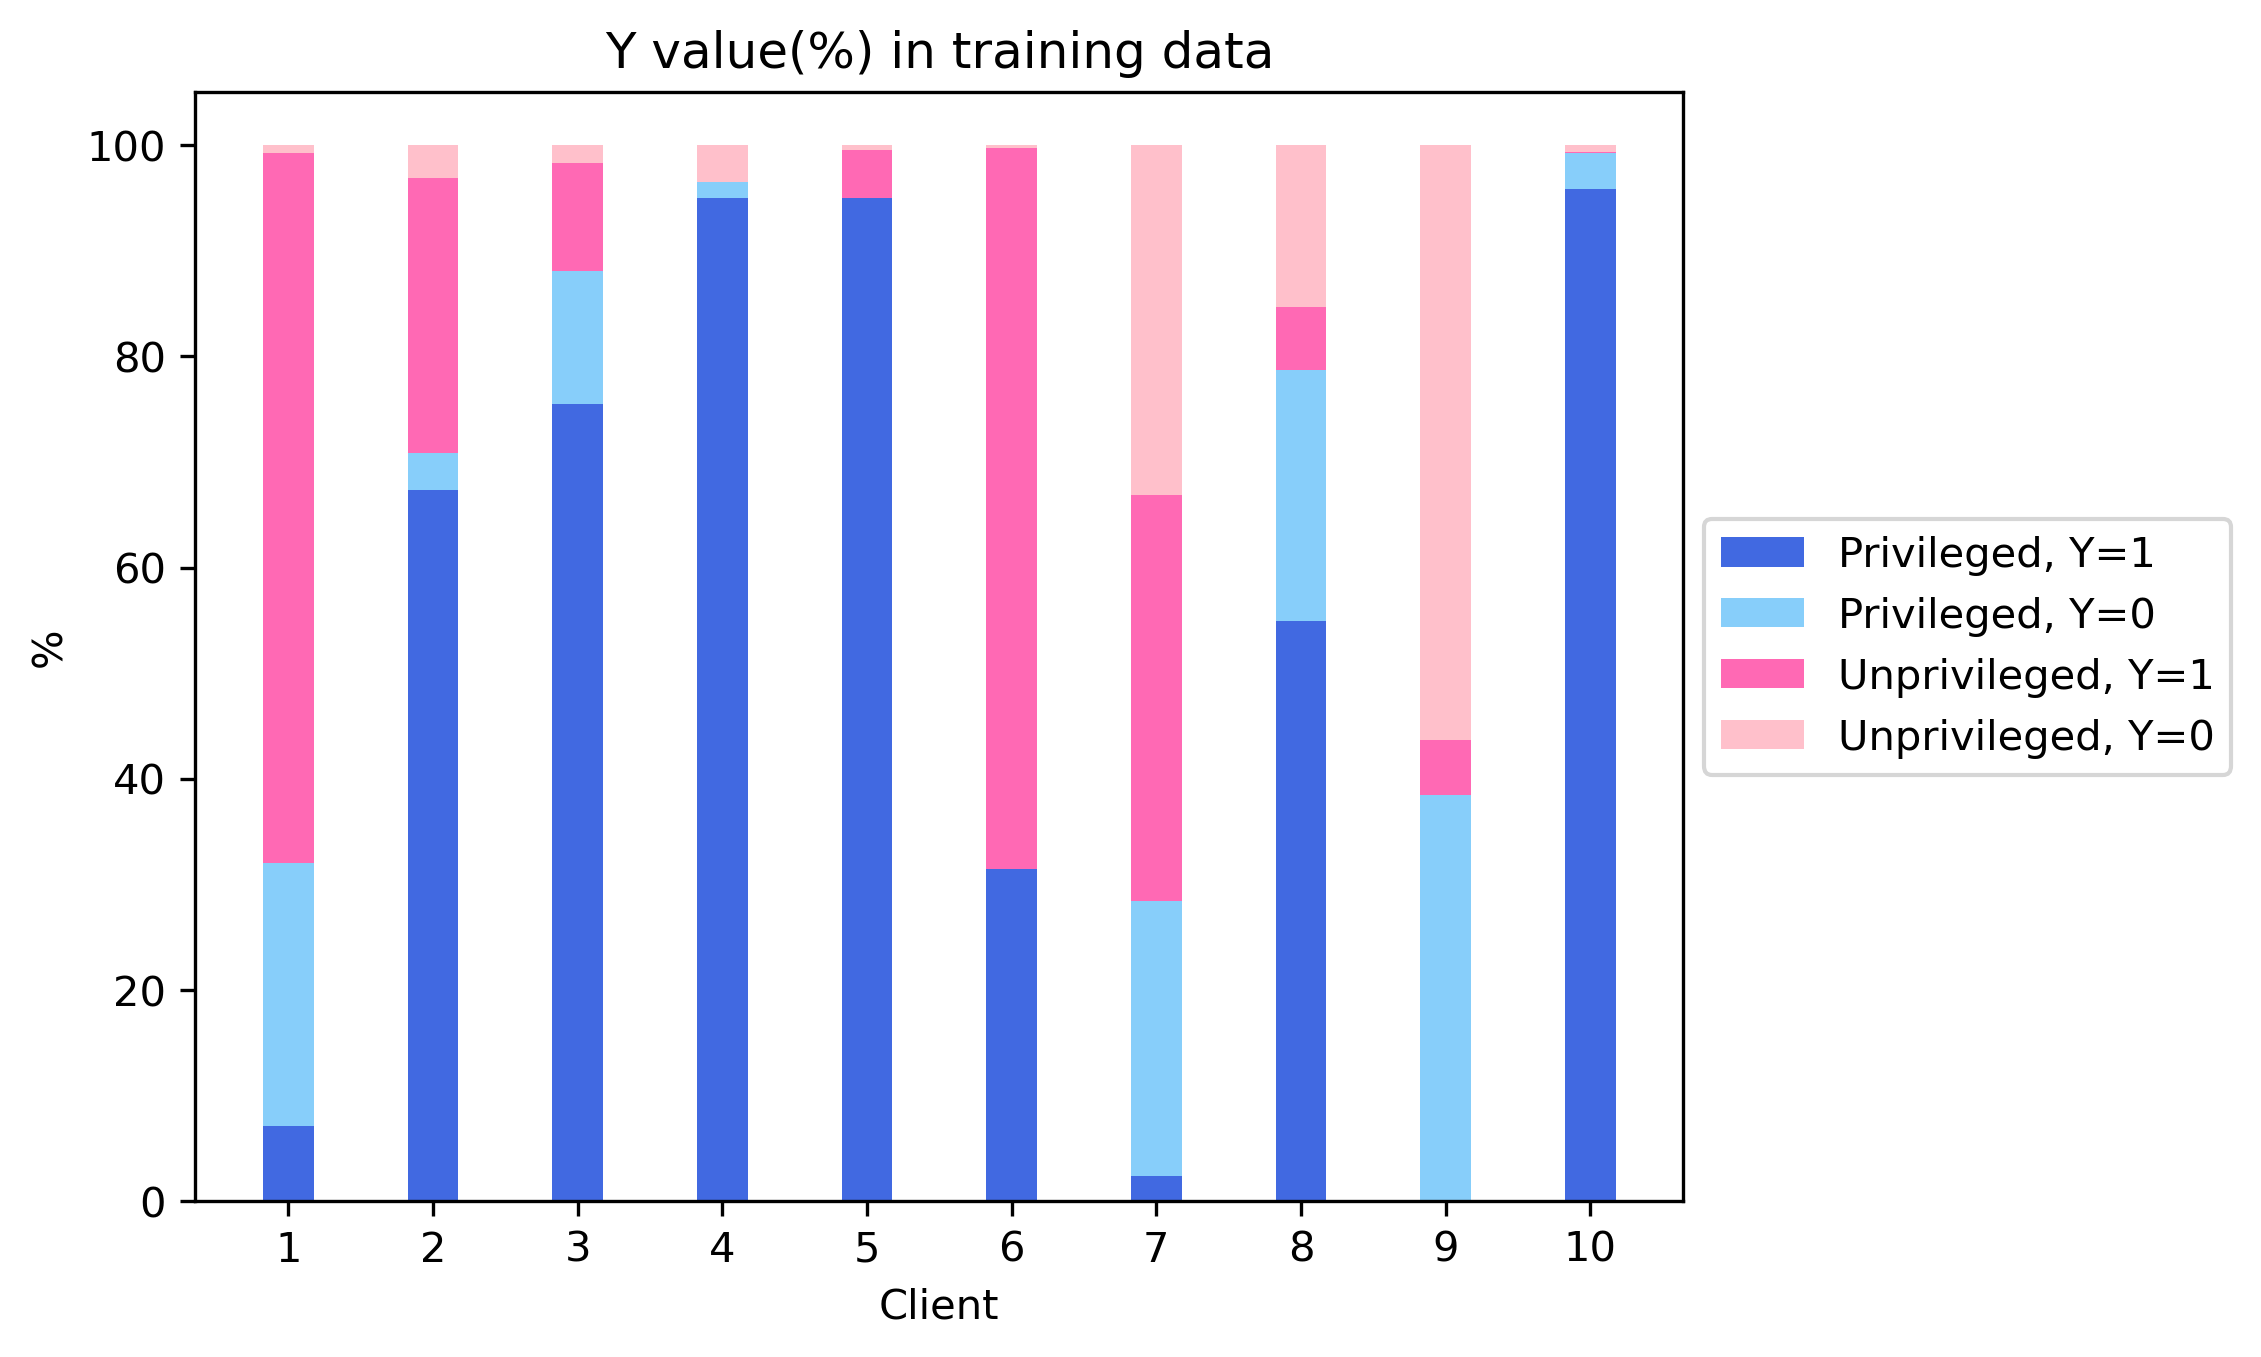 Y value(%) in training data
100
80
60
40
20
0
%
1 2 3 4 5 6 7 8 9 10
Client
Privileged, Y=1
Privileged, Y=0
Unprivileged, Y=1
Unprivileged, Y=0